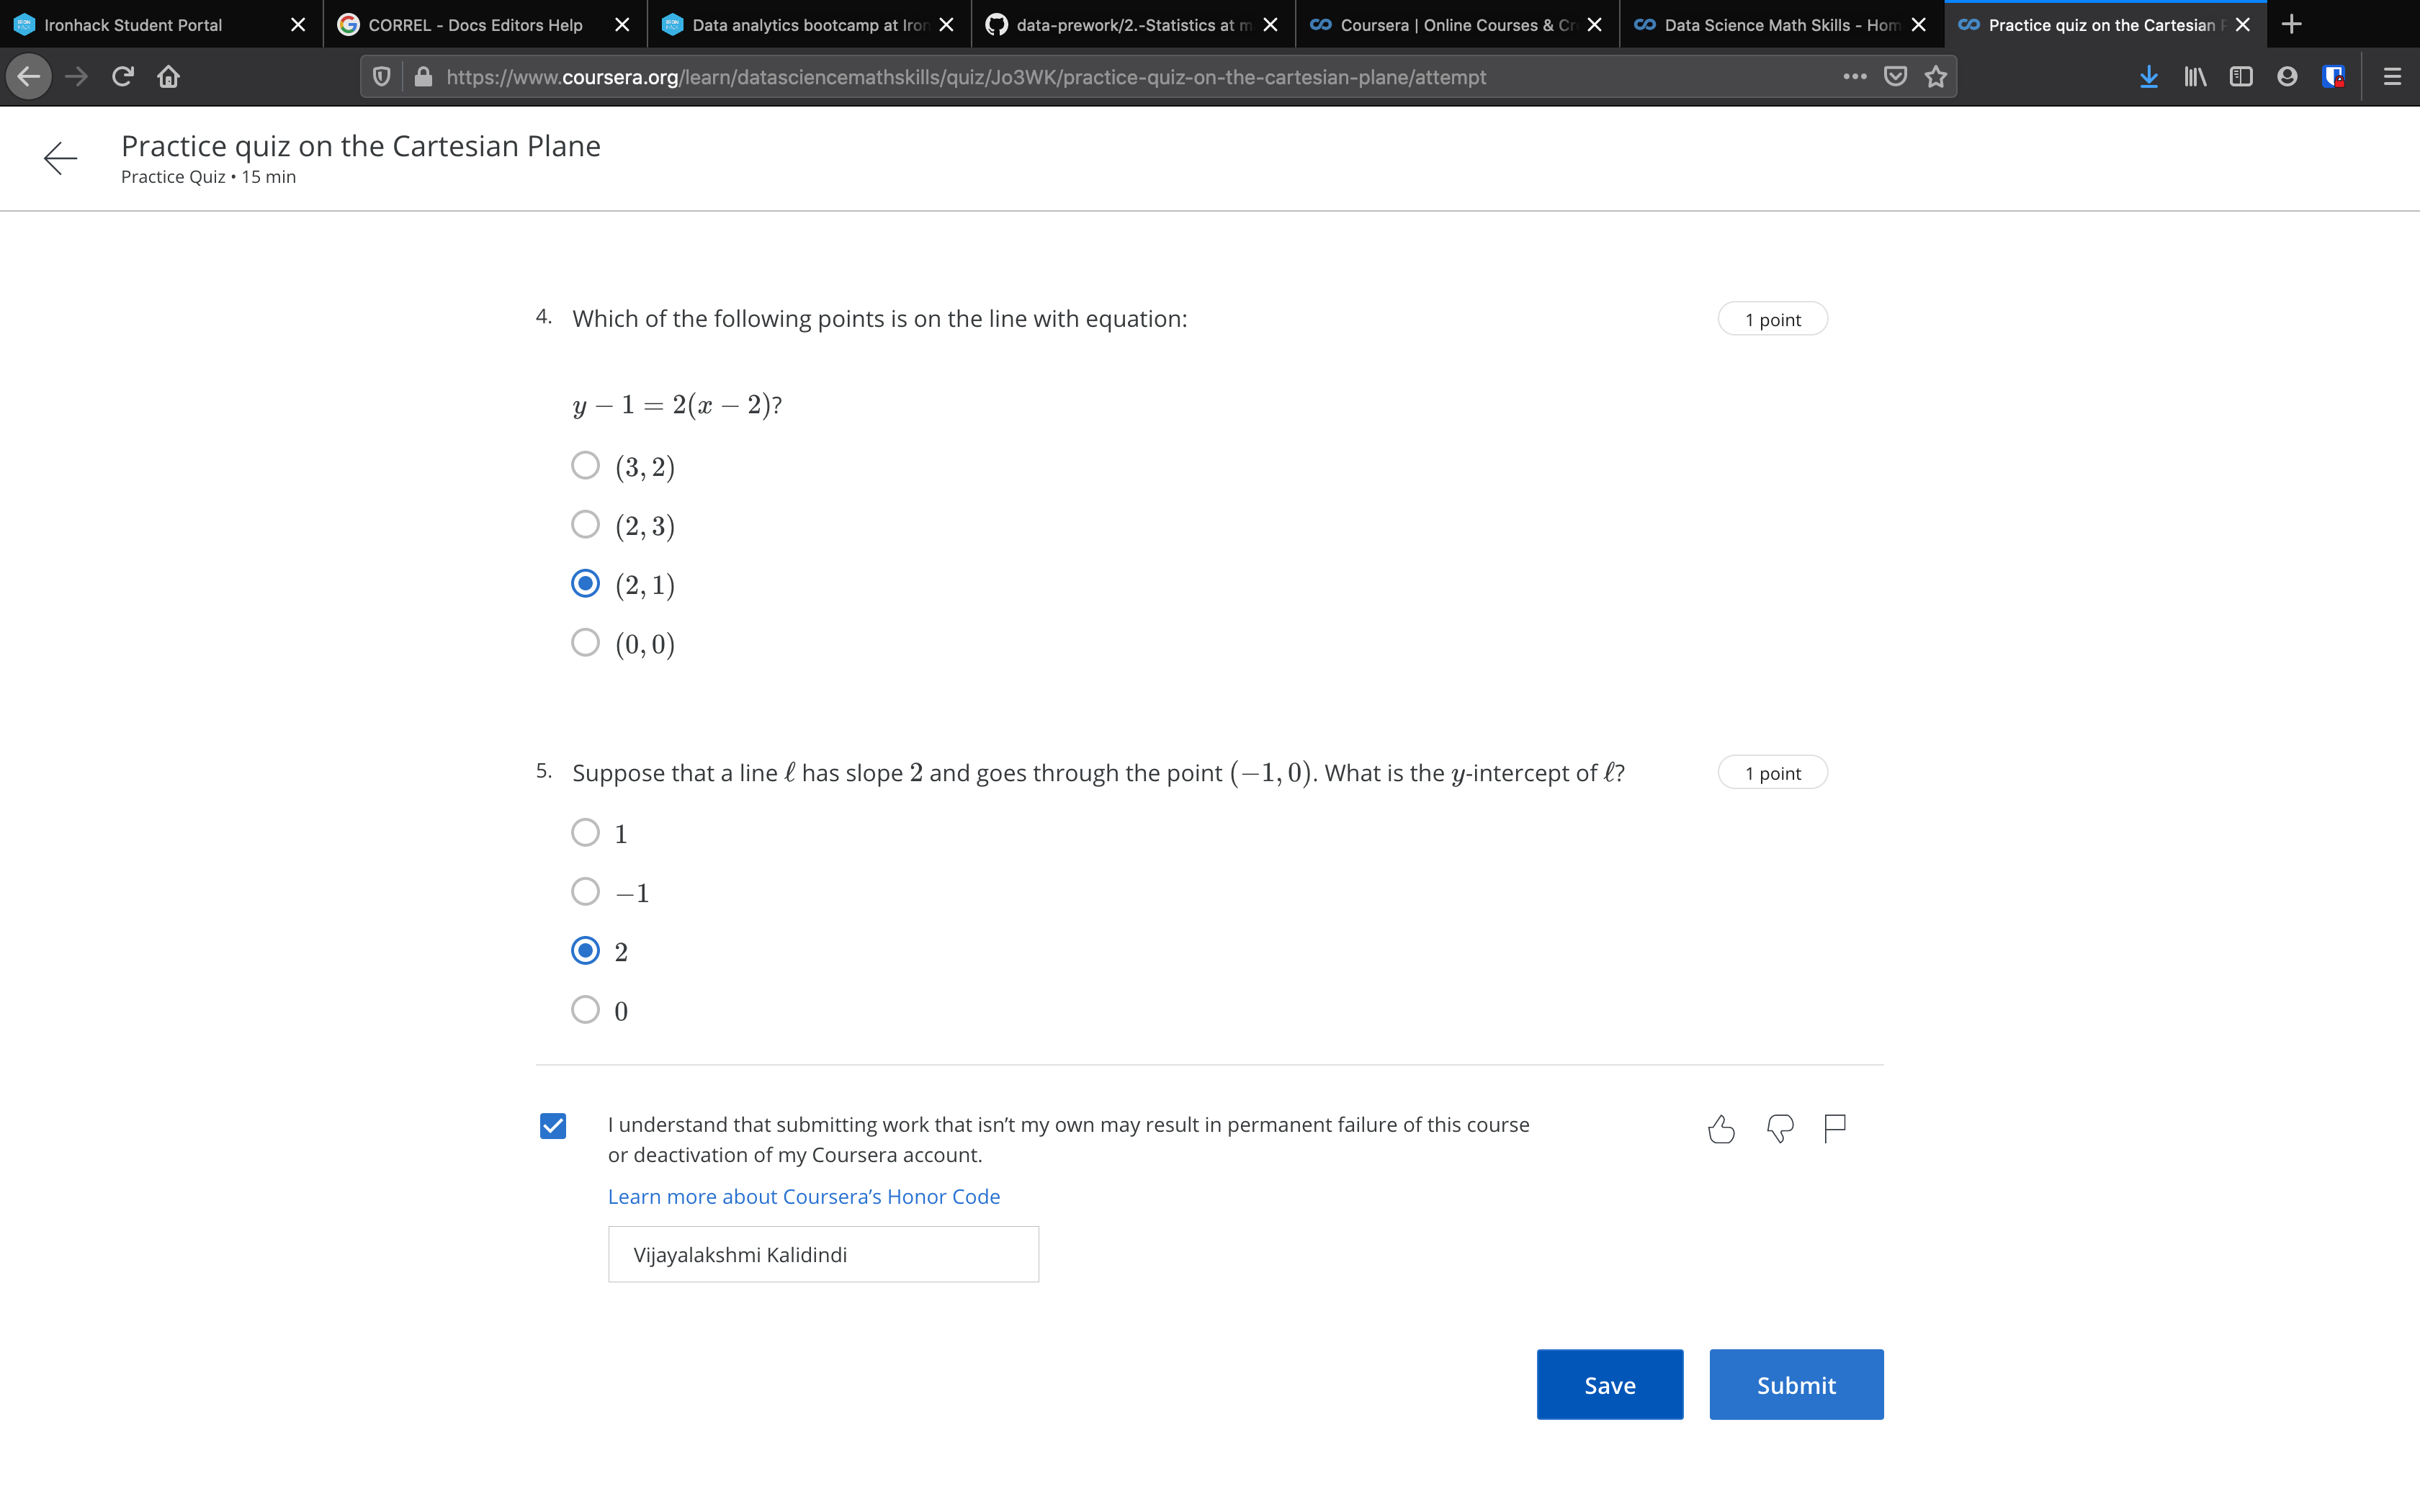 Ironhack Student Portal
CORREL - Docs Editors Help
Data analytics bootcamp at Iron
data-prework/2.-Statistics at m
Coursera | Online Courses & Cr
Data Science Math Skills - Hom
Practice quiz on the Cartesian P
https://www.coursera.org/learn/datasciencemathskills/quiz/Jo3WK/practice-quiz-on-the-cartesian-plane/attempt
Practice quiz on the Cartesian Plane
Practice Quiz • 15 min
4. Which of the following points is on the line with equation:
1 point
y − 1 = 2(x − 2)?
(3, 2)
(2, 3)
(2, 1)
(0, 0)
5. Suppose that a line ℓ has slope 2 and goes through the point (−1, 0). What is the y-intercept of ℓ?
1 point
1
−1
2
0
I understand that submitting work that isn’t my own may result in permanent failure of this course
or deactivation of my Coursera account.
Learn more about Coursera’s Honor Code
Vijayalakshmi Kalidindi
Save
Submit